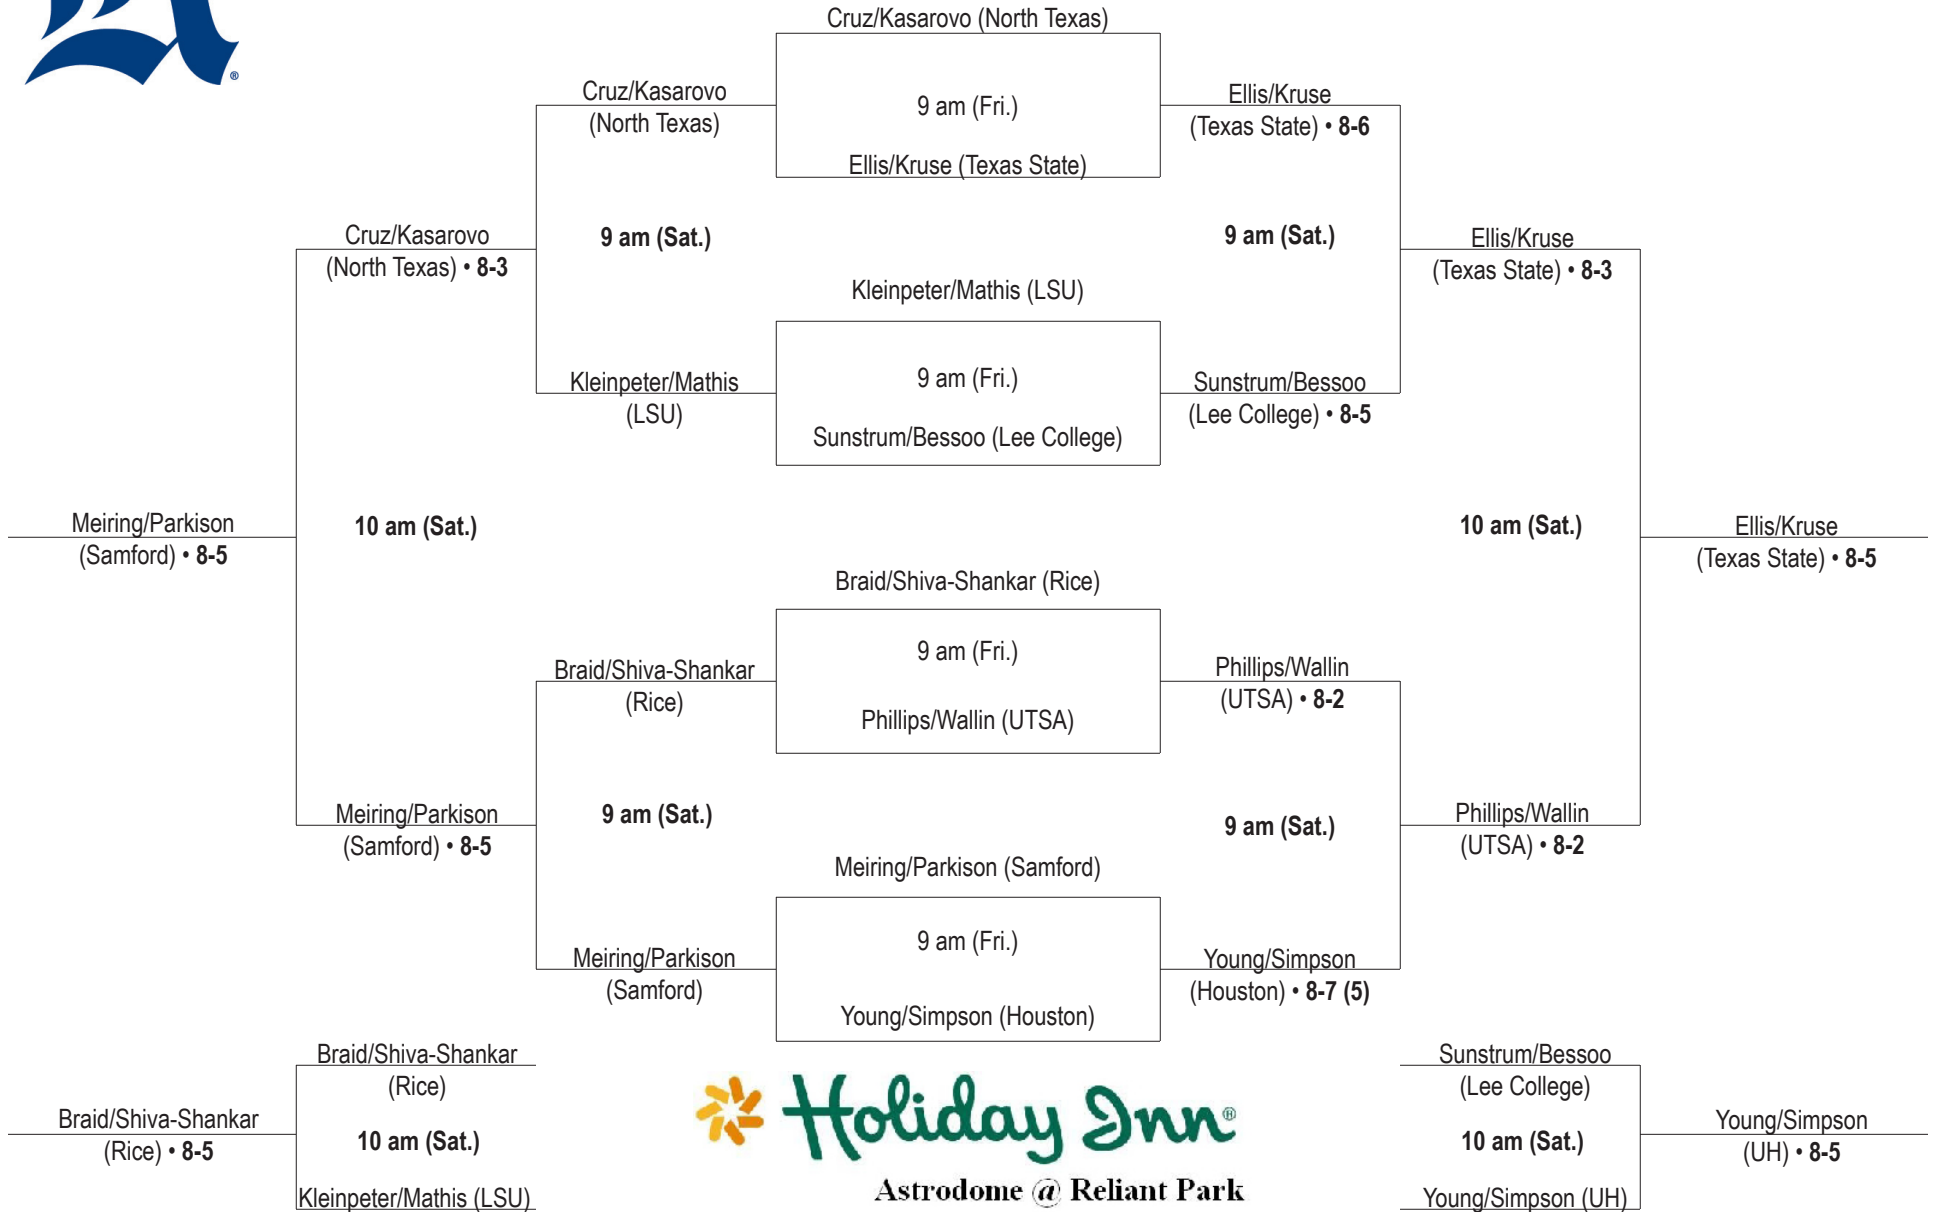 Cruz/Kasarovo (North Texas)
9 am (Fri.)
Ellis/Kruse (Texas State)
Cruz/Kasarovo
(North Texas)
Ellis/Kruse
(Texas State) • 8-6
9 am (Sat.)
9 am (Sat.)
Cruz/Kasarovo
(North Texas) • 8-3
Ellis/Kruse
(Texas State) • 8-3
Kleinpeter/Mathis (LSU)
9 am (Fri.)
Sunstrum/Bessoo (Lee College)
Kleinpeter/Mathis
(LSU)
Sunstrum/Bessoo
(Lee College) • 8-5
Meiring/Parkison
(Samford) • 8-5
10 am (Sat.)
10 am (Sat.)
Ellis/Kruse
(Texas State) • 8-5
Braid/Shiva-Shankar (Rice)
9 am (Fri.)
Phillips/Wallin (UTSA)
Braid/Shiva-Shankar
(Rice)
Phillips/Wallin
(UTSA) • 8-2
Meiring/Parkison
(Samford) • 8-5
9 am (Sat.)
9 am (Sat.)
Phillips/Wallin
(UTSA) • 8-2
Meiring/Parkison (Samford)
9 am (Fri.)
Young/Simpson (Houston)
Meiring/Parkison
(Samford)
Young/Simpson
(Houston) • 8-7 (5)
Braid/Shiva-Shankar
(Rice)
10 am (Sat.)
Kleinpeter/Mathis (LSU)
Braid/Shiva-Shankar
(Rice) • 8-5
Holiday Inn®
Astrodome @ Reliant Park
Sunstrum/Bessoo
(Lee College)
10 am (Sat.)
Young/Simpson (UH)
Young/Simpson
(UH) • 8-5